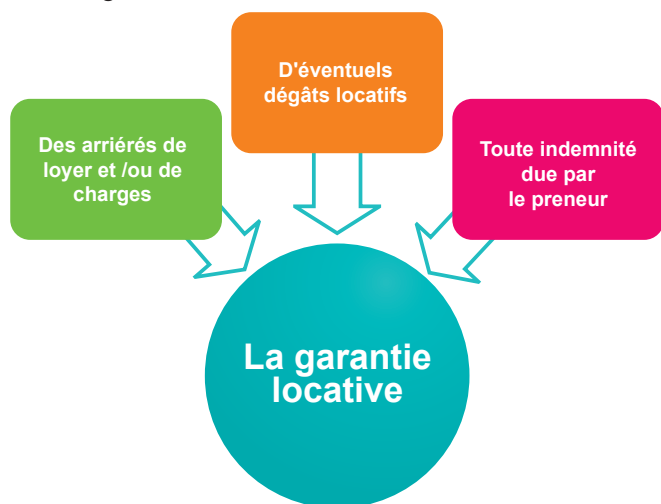 D'éventuels
dégâts locatifs
Des arriérés de
loyer et /ou de
charges
Toute indemnité
due par
le preneur
La garantie
locative